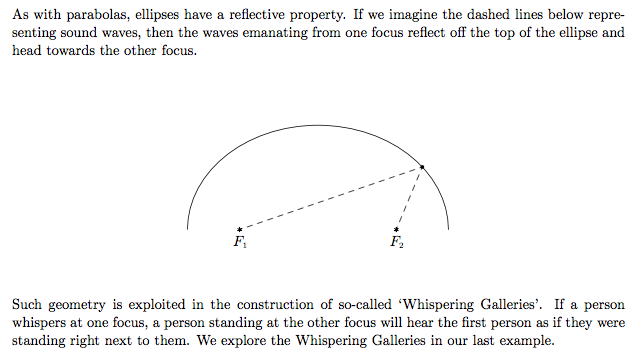 As with parabolas, ellipses have a reflective property. If we imagine the dashed lines below repre-
senting sound waves, then the waves emanating from one focus reflect off the top of the ellipse and
head towards the other focus.
F₁
F₂
Such geometry is exploited in the construction of so-called ‘Whispering Galleries’. If a person
whispers at one focus, a person standing at the other focus will hear the first person as if they were
standing right next to them. We explore the Whispering Galleries in our last example.